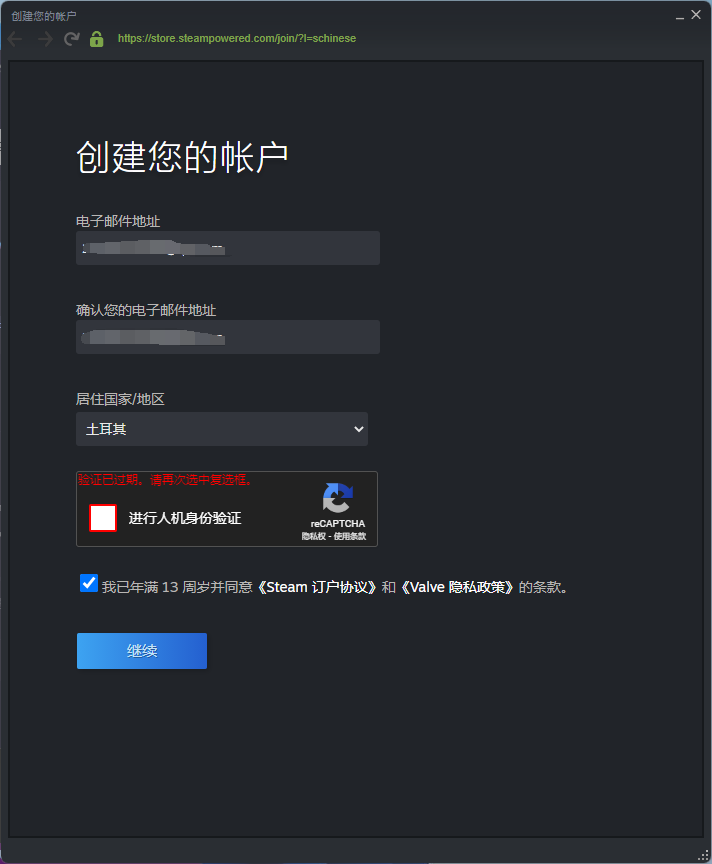 创建您的帐户
https://store.steampowered.com/join/?l=schinese
创建您的帐户
电子邮件地址
确认您的电子邮件地址
居住国家/地区
土耳其
验证已过期。请再次选中复选框。
进行人机身份验证
reCAPTCHA
隐私权 - 使用条款
我已年满 13 周岁并同意《Steam 订户协议》和《Valve 隐私政策》的条款。
继续